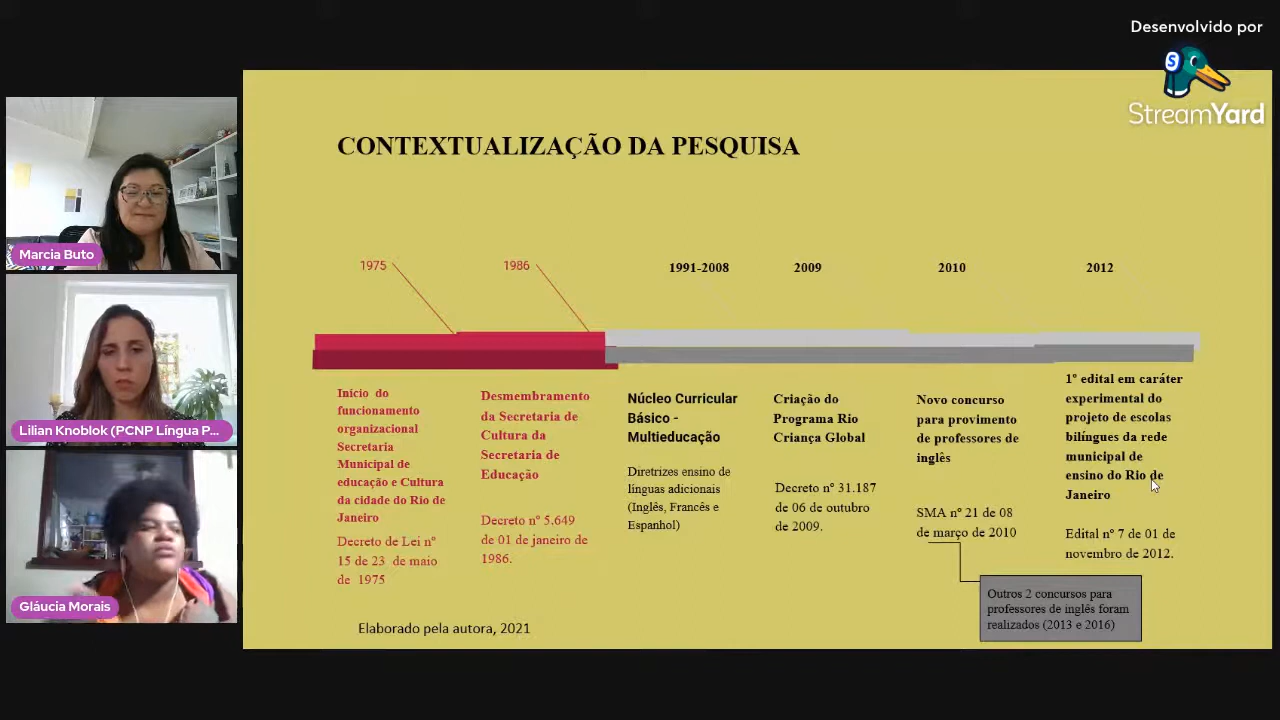 Desenvolvido por
StreamYard
Marcia Buto
Lilian Knoblok (PCNP Língua P...
Gláucia Morais
CONTEXTUALIZAÇÃO DA PESQUISA
1975
1986
1991-2008
2009
2010
2012
Início do
funcionamento
organizacional
Secretaria
Municipal de
educação e Cultura
da cidade do Rio de
Janeiro
Decreto de Lei nº
15 de 23 de maio
de 1975
Desmembramento
da Secretaria de
Cultura da
Secretaria de
Educação
Decreto nº 5.649
de 01 de janeiro de
1986.
Núcleo Curricular
Básico -
Multieducação
Diretrizes ensino de
línguas adicionais
(Inglês, Francês e
Espanhol)
Criação do
Programa Rio
Criança Global
Decreto nº 31.187
de 06 de outubro
de 2009.
Novo concurso
para provimento
de professores de
inglês
SMA nº 21 de 08
de março de 2010
Outros 2 concursos para
professores de inglês foram
realizados (2013 e 2016)
1º edital em caráter
experimental do
projeto de escolas
bilíngues da rede
municipal de
ensino do Rio de
Janeiro
Edital nº 7 de 01 de
novembro de 2012.
Elaborado pela autora, 2021